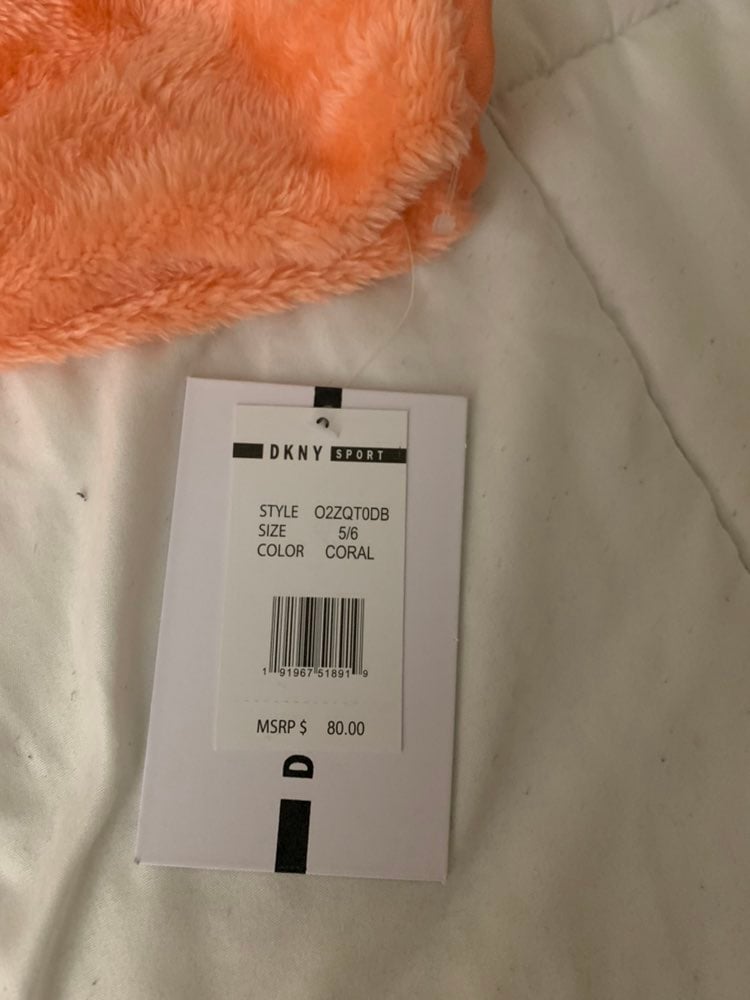 DKNY SPORT
STYLE O2ZQT0DB
SIZE 5/6
COLOR CORAL
1 91967 51891 9
MSRP $ 80.00
D